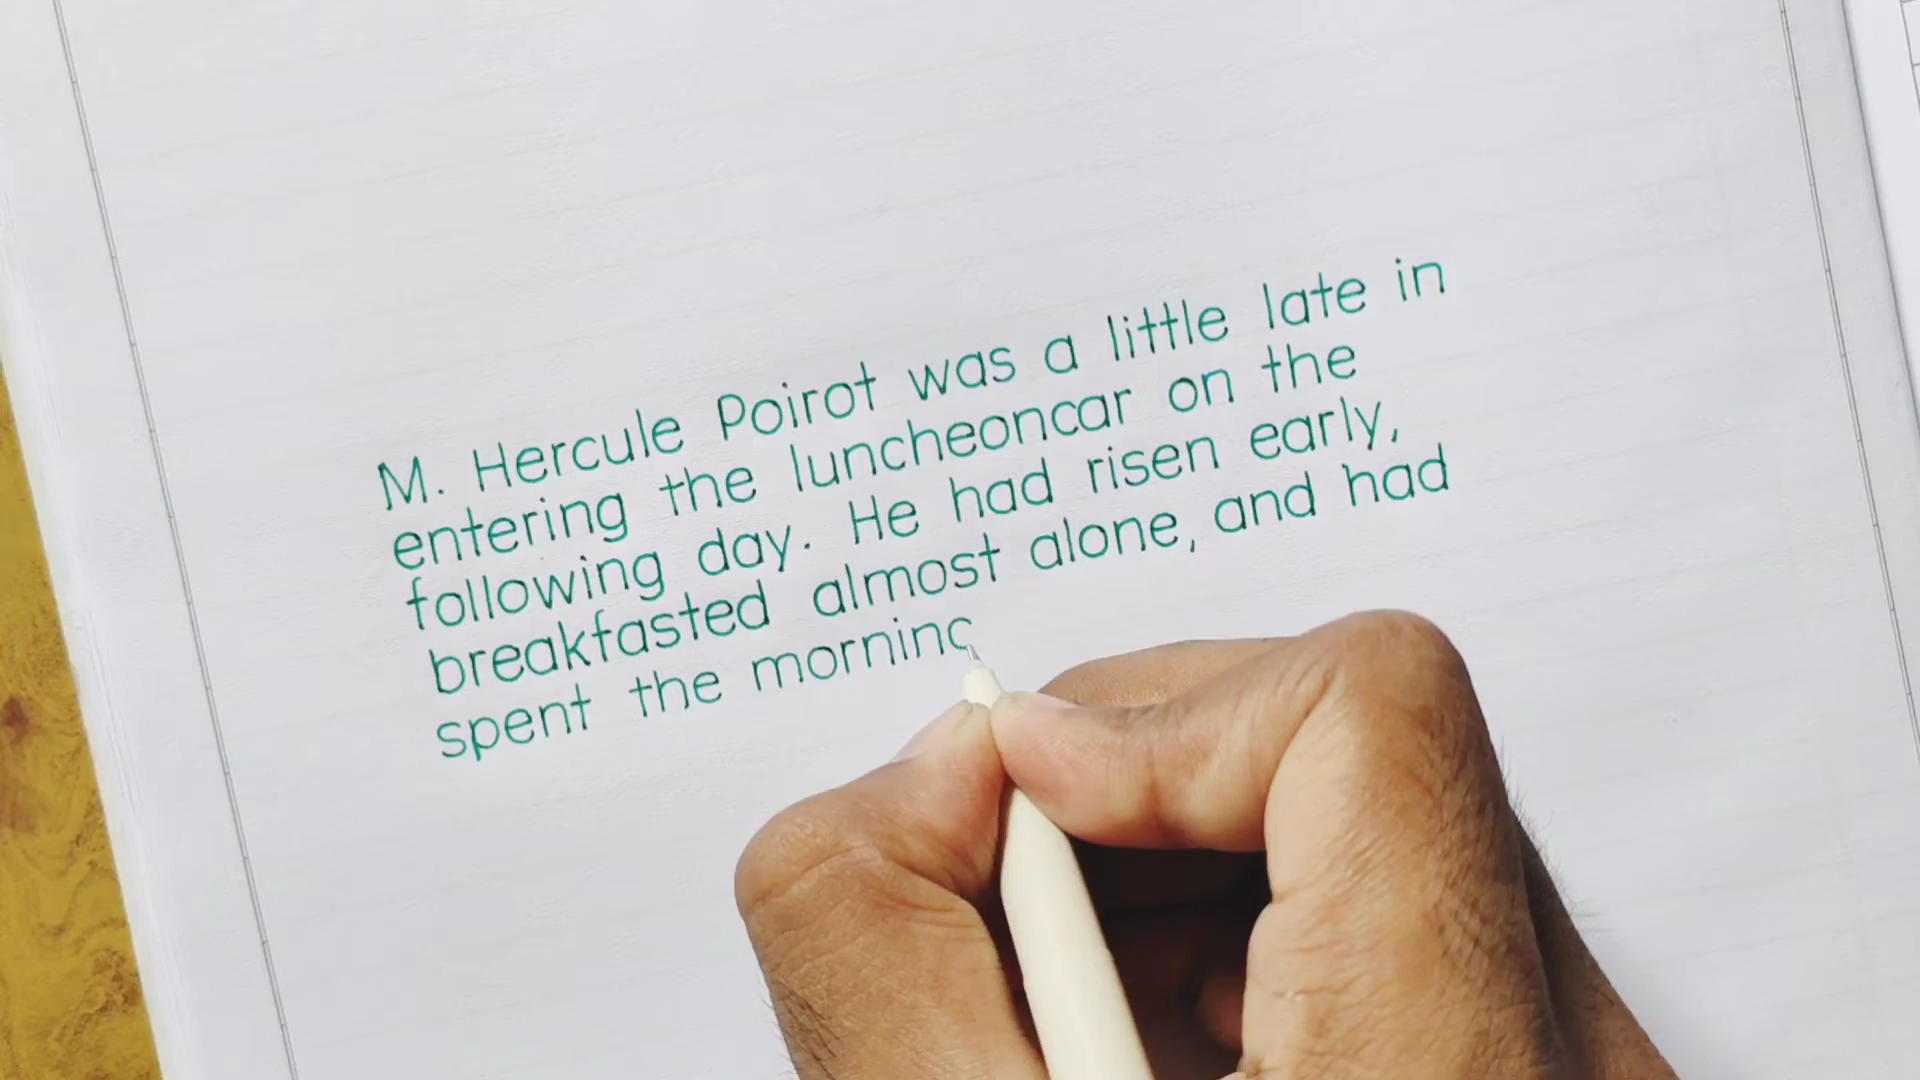 M. Hercule Poirot was a little late in
entering the luncheoncar on the
following day. He had risen early,
breakfasted almost alone, and had
spent the morninc